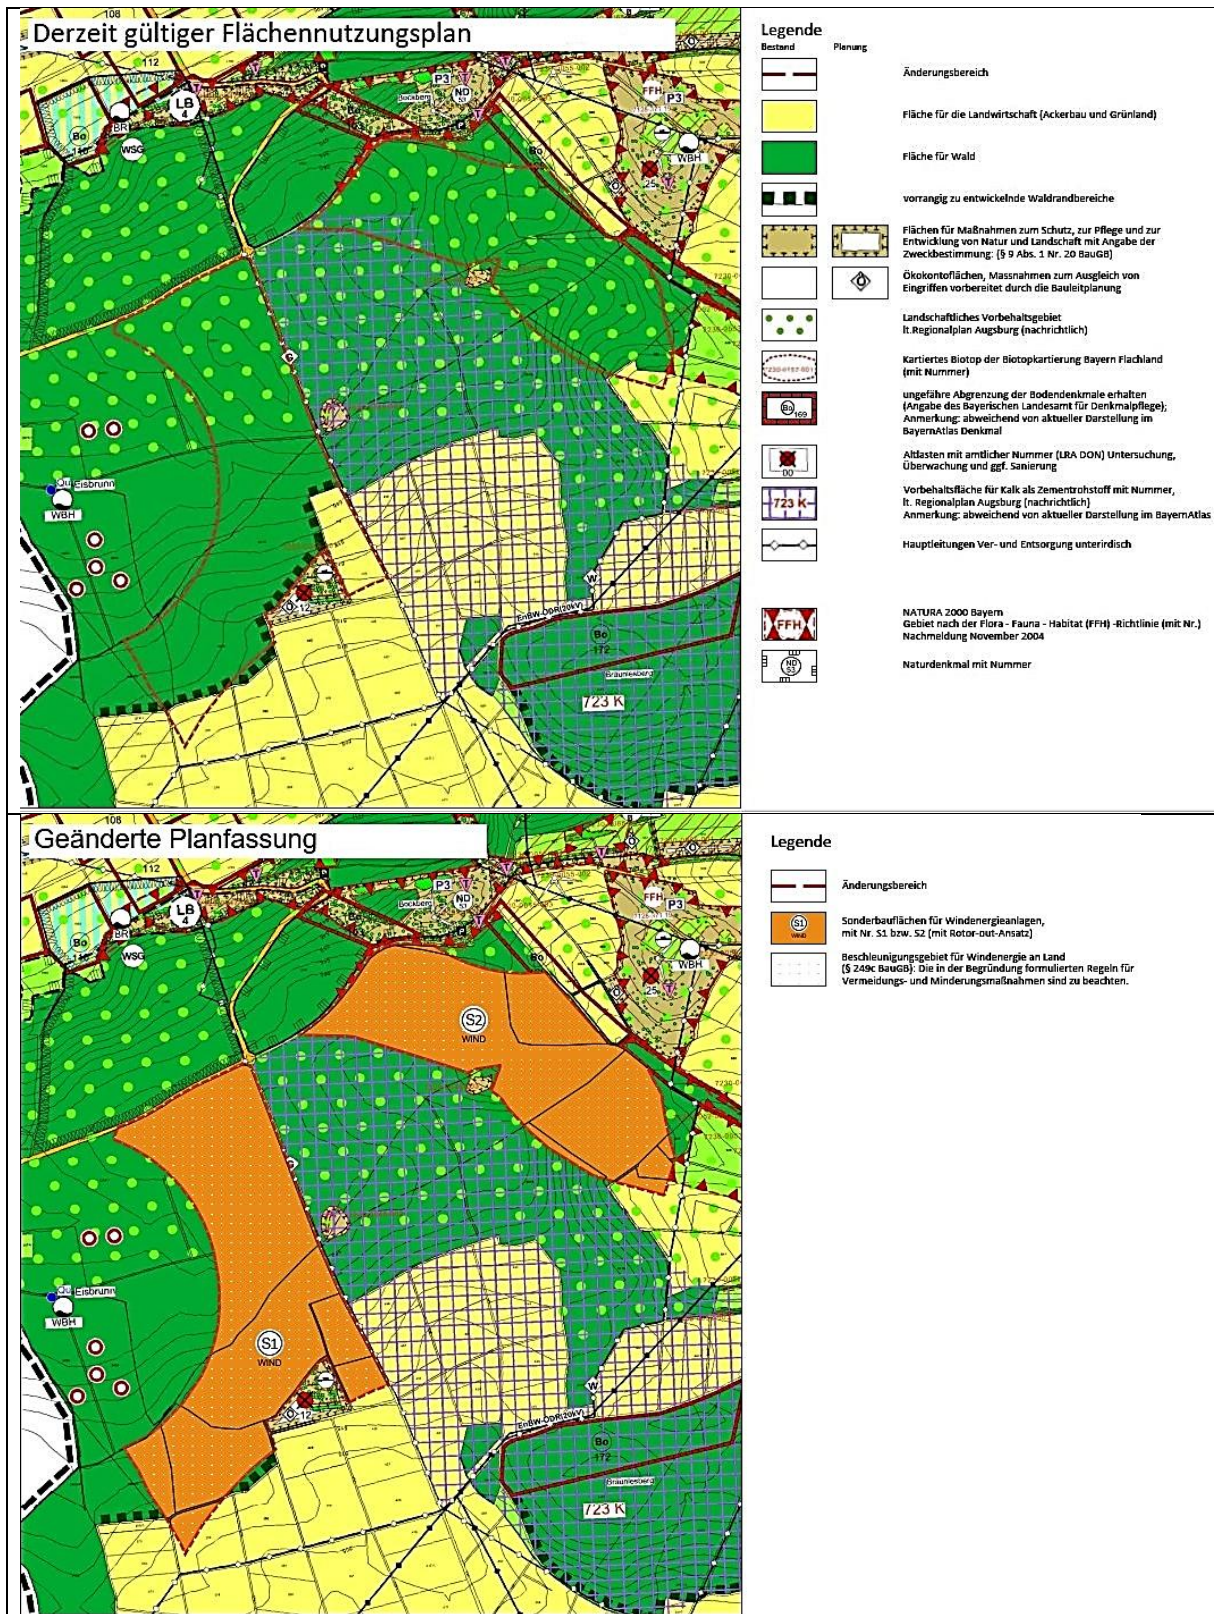 Derzeit gültiger Flächennutzungsplan
108
112
LB
4
BR
Bo
WSG
P3
Bockberg
ND
53
FFH
P3
WBH
25
Bo
Ö
G
Qu Eisbrunn
WBH
Ö
12
W
EnBW-ODR(20kV)
Bo
172
Bräunlesberg
723 K
Legende
Bestand Planung
Änderungsbereich
Fläche für die Landwirtschaft (Ackerbau und Grünland)
Fläche für Wald
vorrangig zu entwickelnde Waldrandbereiche
Flächen für Maßnahmen zum Schutz, zur Pflege und zur
Entwicklung von Natur und Landschaft mit Angabe der
Zweckbestimmung: (§ 9 Abs. 1 Nr. 20 BauGB)
Ö
Ökokontoflächen, Massnahmen zum Ausgleich von
Eingriffen vorbereitet durch die Bauleitplanung
Landschaftliches Vorbehaltsgebiet
lt.Regionalplan Augsburg (nachrichtlich)
Kartiertes Biotop der Biotopkartierung Bayern Flachland
(mit Nummer)
Bo
169
ungefähre Abgrenzung der Bodendenkmale erhalten
(Angabe des Bayerischen Landesamt für Denkmalpflege);
Anmerkung: abweichend von aktueller Darstellung im
BayernAtlas Denkmal
Altlasten mit amtlicher Nummer (LRA DON) Untersuchung,
Überwachung und ggf. Sanierung
723 K
Vorbehaltsfläche für Kalk als Zementrohstoff mit Nummer,
lt. Regionalplan Augsburg (nachrichtlich)
Anmerkung: abweichend von aktueller Darstellung im BayernAtlas
Hauptleitungen Ver- und Entsorgung unterirdisch
FFH
NATURA 2000 Bayern
Gebiet nach der Flora - Fauna - Habitat (FFH) -Richtlinie (mit Nr.)
Nachmeldung November 2004
ND
53
Naturdenkmal mit Nummer
Geänderte Planfassung
108
112
LB
4
BR
Bo
WSG
P3
Bockberg
ND
53
FFH
P3
WBH
25
Bo
Ö
S2
WIND
Qu Eisbrunn
WBH
S1
WIND
Ö
12
W
EnBW-ODR(20kV)
Bo
172
Bräunlesberg
723 K
Legende
Änderungsbereich
S1
WIND
Sonderbauflächen für Windenergieanlagen,
mit Nr. S1 bzw. S2 (mit Rotor-out-Ansatz)
Beschleunigungsgebiet für Windenergie an Land
(§ 249c BauGB): Die in der Begründung formulierten Regeln für
Vermeidungs- und Minderungsmaßnahmen sind zu beachten.